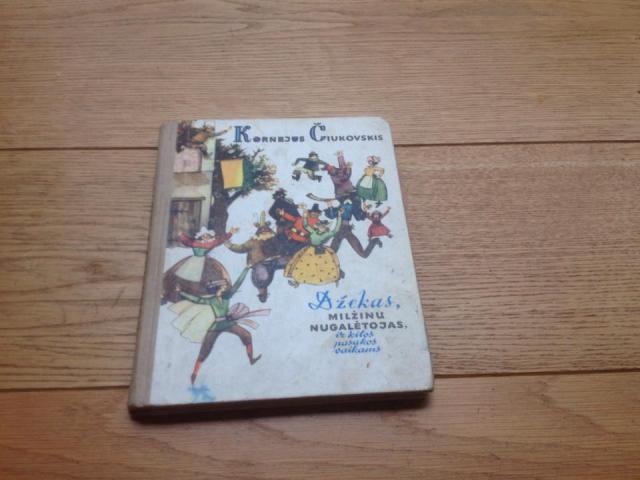 Kornejus Čiukovskis
Džekas,
MILŽINŲ
NUGALĖTOJAS,
ir kitos
pasakos
vaikams